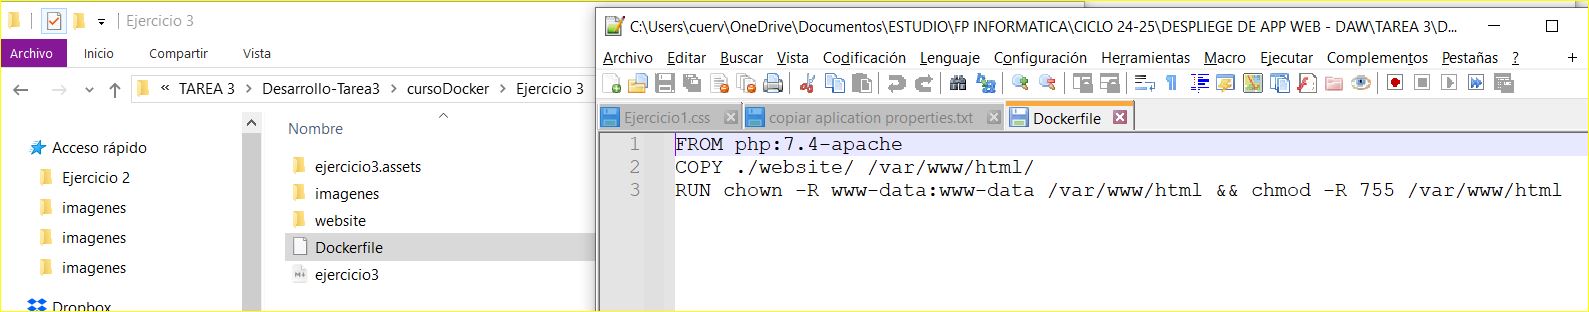 Ejercicio 3
Archivo Inicio Compartir Vista
« TAREA 3 > Desarrollo-Tarea3 > cursoDocker > Ejercicio 3
Nombre
Acceso rápido
Ejercicio 2
imagenes
imagenes
imagenes
Dropbox
ejercicio3.assets
imagenes
website
Dockerfile
ejercicio3
C:\Users\cuerv\OneDrive\Documentos\ESTUDIO\FP INFORMATICA\CICLO 24-25\DESPLIEGE DE APP WEB - DAW\TAREA 3\D...
Archivo Editar Buscar Vista Codificación Lenguaje Configuración Herramientas Macro Ejecutar Complementos Pestañas ?
Ejercicio1.css copiar aplication properties.txt Dockerfile
1 FROM php:7.4-apache
2 COPY ./website/ /var/www/html/
3 RUN chown -R www-data:www-data /var/www/html && chmod -R 755 /var/www/html